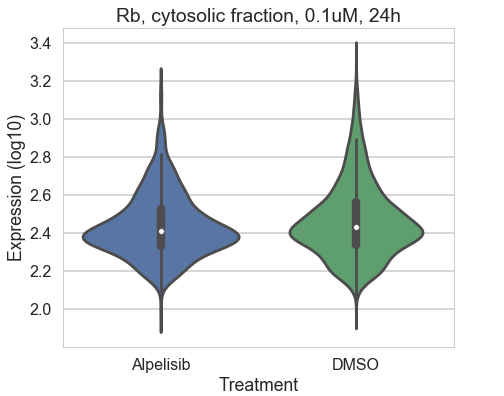 Rb, cytosolic fraction, 0.1uM, 24h
3.4
3.2
3.0
2.8
2.6
2.4
2.2
2.0
Expression (log10)
Alpelisib DMSO
Treatment